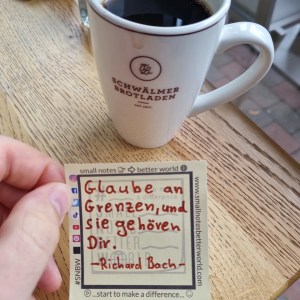 SCHWÄLMER
BROTLADEN
small notes better world
Glaube an
Grenzen, und
sie gehören
Dir.
-Richard Bach-
...start to make a difference...
#SNBW
www.smallnotesbetterworld.com